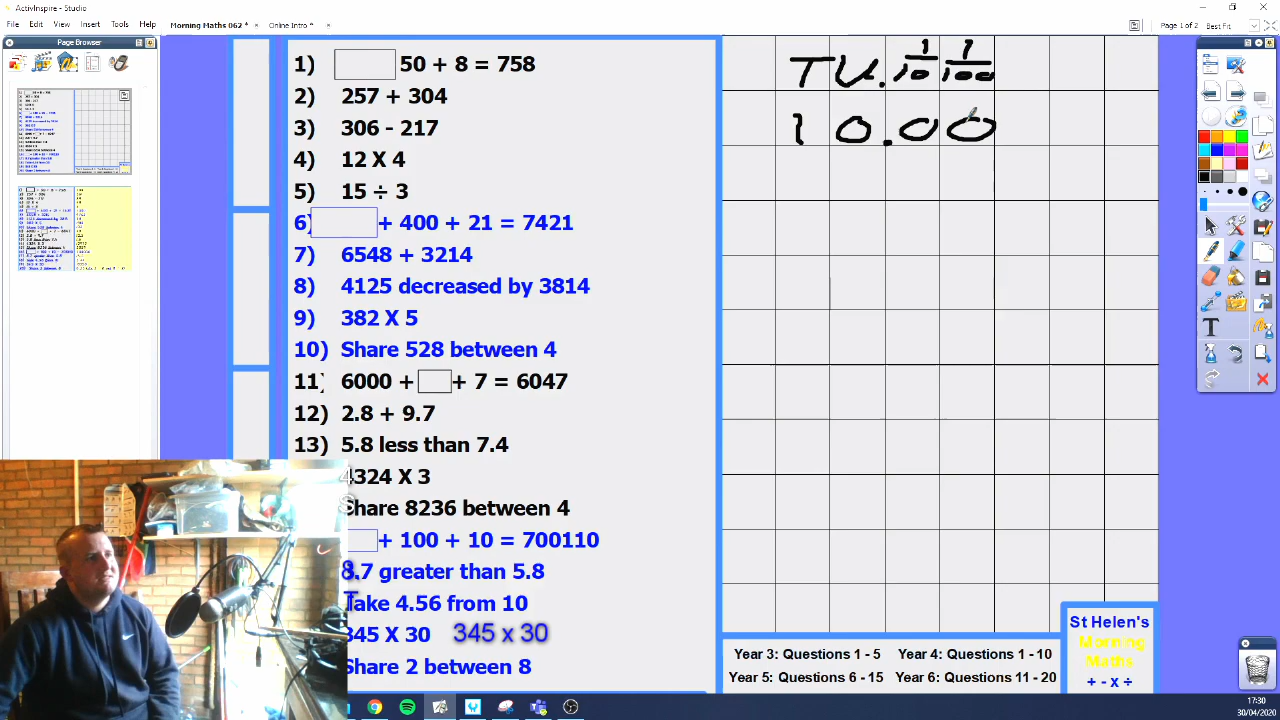 ActivInspire - Studio
File Edit View Insert Tools Help
Morning Maths 062 * Online Intro *
Page 1 of 2 Best Fit
Page Browser
1) 50 + 8 = 758
2) 257 + 304
3) 306 - 217
4) 12 X 4
5) 15 ÷ 3
6) + 400 + 21 = 7421
7) 6548 + 3214
8) 4125 decreased by 3814
9) 382 X 5
10) Share 528 between 4
11) 6000 + + 7 = 6047
12) 2.8 + 9.7
13) 5.8 less than 7.4
4324 X 3
Share 8236 between 4
+ 100 + 10 = 700110
8.7 greater than 5.8
Take 4.56 from 10
345 X 30 345 x 30
Share 2 between 8
T U . 1/10 1/100
1 0 . 0 0
Year 3: Questions 1 - 5 Year 4: Questions 1 - 10
Year 5: Questions 6 - 15 Year 6: Questions 11 - 20
St Helen's
Morning
Maths
+ - x ÷
17:30
30/04/2020